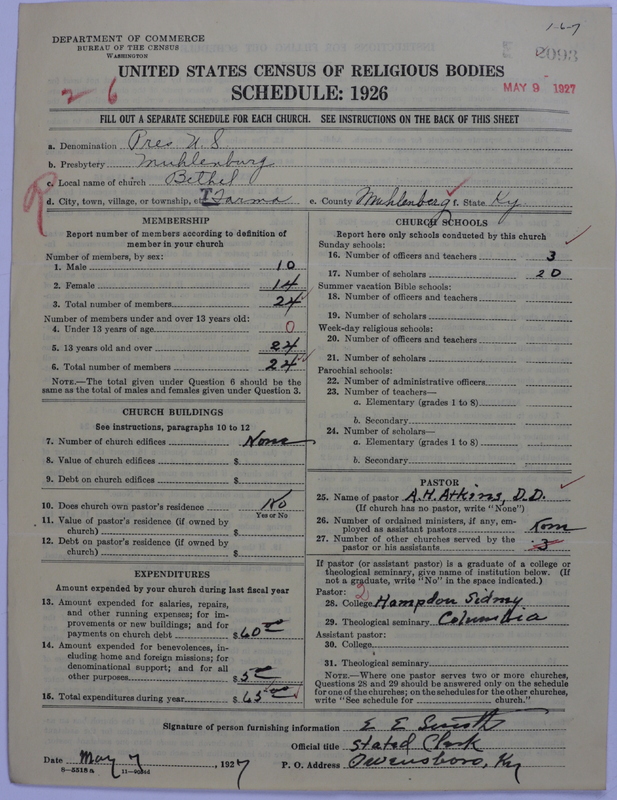 1-67
DEPARTMENT OF COMMERCE
BUREAU OF THE CENSUS
WASHINGTON
2093
UNITED STATES CENSUS OF RELIGIOUS BODIES
SCHEDULE: 1926
2-6
MAY 9 1927
FILL OUT A SEPARATE SCHEDULE FOR EACH CHURCH. SEE INSTRUCTIONS ON THE BACK OF THIS SHEET
a. Denomination Pres U.S
b. Presbytery Muhlenburg
c. Local name of church Bethel
R
d. City, town, village, or township, etc. e. County Muhlenberg f. State Ky.
MEMBERSHIP
Report number of members according to definition of
member in your church
Number of members, by sex:
1. Male 10
2. Female 14
3. Total number of members 24
Number of members under and over 13 years old:
4. Under 13 years of age 0
5. 13 years old and over 24
6. Total number of members 24
NOTE.—The total given under Question 6 should be the
same as the total of males and females given under Question 3.
CHURCH BUILDINGS
See instructions, paragraphs 10 to 12
7. Number of church edifices None
8. Value of church edifices $
9. Debt on church edifices $
10. Does church own pastor's residence No
Yes or No
11. Value of pastor's residence (if owned by
church) $
12. Debt on pastor's residence (if owned by
church) $
EXPENDITURES
Amount expended by your church during last fiscal year
13. Amount expended for salaries, repairs,
and other running expenses; for im-
provements or new buildings; and for
payments on church debt $60 00
14. Amount expended for benevolences, in-
cluding home and foreign missions; for
denominational support; and for all
other purposes $5 00
15. Total expenditures during year $65 00
CHURCH SCHOOLS
Report here only schools conducted by this church
Sunday schools:
16. Number of officers and teachers 3
17. Number of scholars 20
Summer vacation Bible schools:
18. Number of officers and teachers
19. Number of scholars
Week-day religious schools:
20. Number of officers and teachers
21. Number of scholars
Parochial schools:
22. Number of administrative officers
23. Number of teachers—
a. Elementary (grades 1 to 8)
b. Secondary
24. Number of scholars—
a. Elementary (grades 1 to 8)
b. Secondary
PASTOR
25. Name of pastor A.H. Atkins, D.D.
(If church has no pastor, write "None")
26. Number of ordained ministers, if any, em-
ployed as assistant pastors None
27. Number of other churches served by the
pastor or his assistants 3
If pastor (or assistant pastor) is a graduate of a college or
theological seminary, give name of institution below. (If
not a graduate, write "No" in the space indicated.)
Pastor: 2
28. College Hampdon Sidny
29. Theological seminary Columbia
Assistant pastor:
30. College
31. Theological seminary
NOTE.—Where one pastor serves two or more churches,
Questions 28 and 29 should be answered only on the schedule
for one of the churches; on the schedules for the other churches,
write "See schedule for church."
Signature of person furnishing information E E Smith
Official title Stated Clerk
Date May 7, 1927 P. O. Address Owensboro, Ky
8—5518a